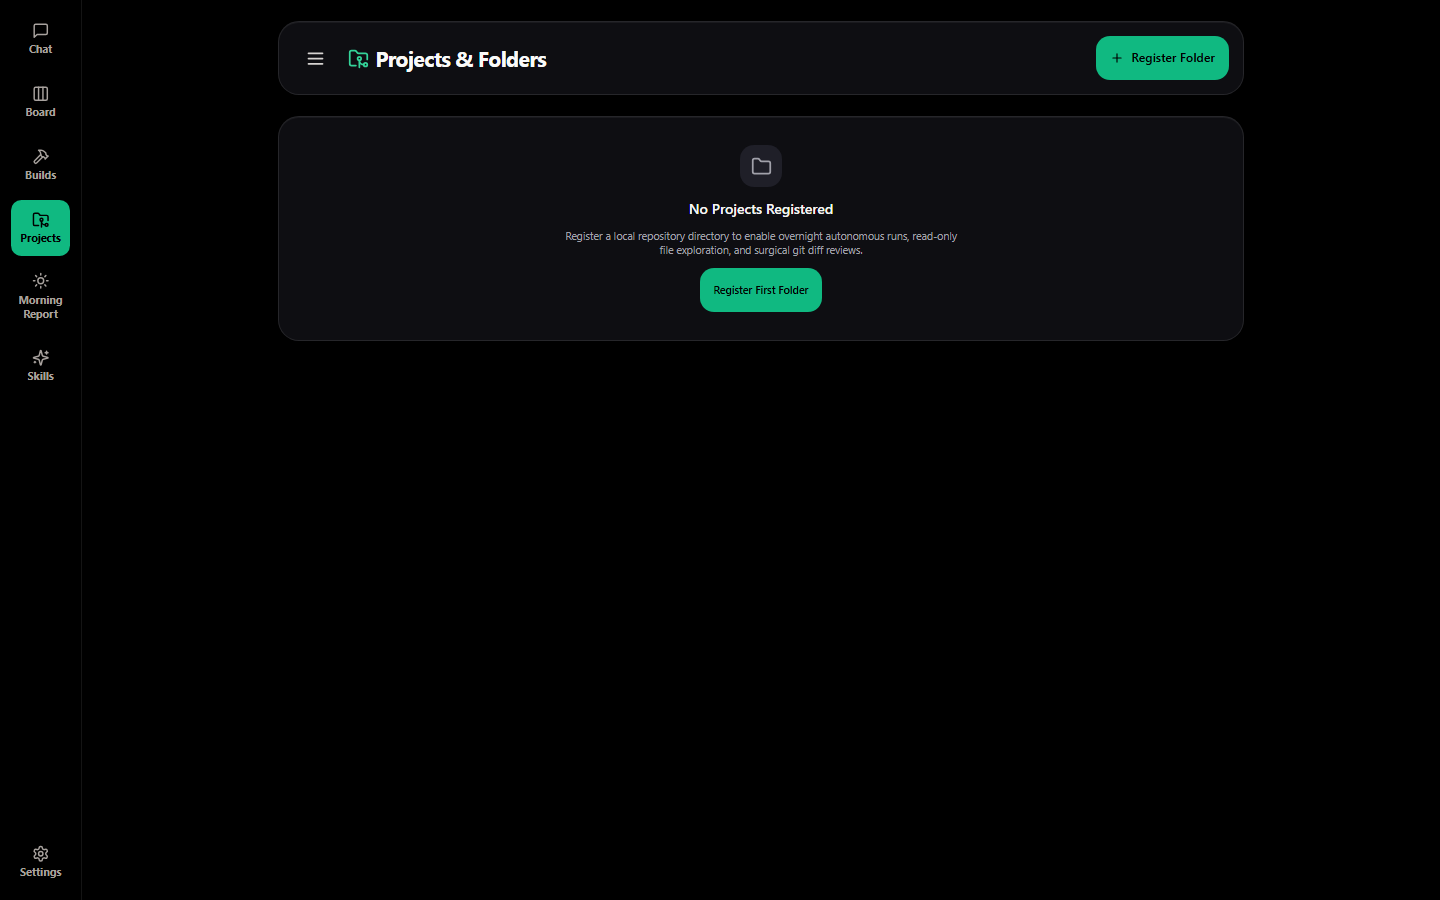 Chat
Board
Builds
Projects
Morning
Report
Skills
Settings
Projects & Folders
Register Folder
No Projects Registered
Register a local repository directory to enable overnight autonomous runs, read-only
file exploration, and surgical git diff reviews.
Register First Folder